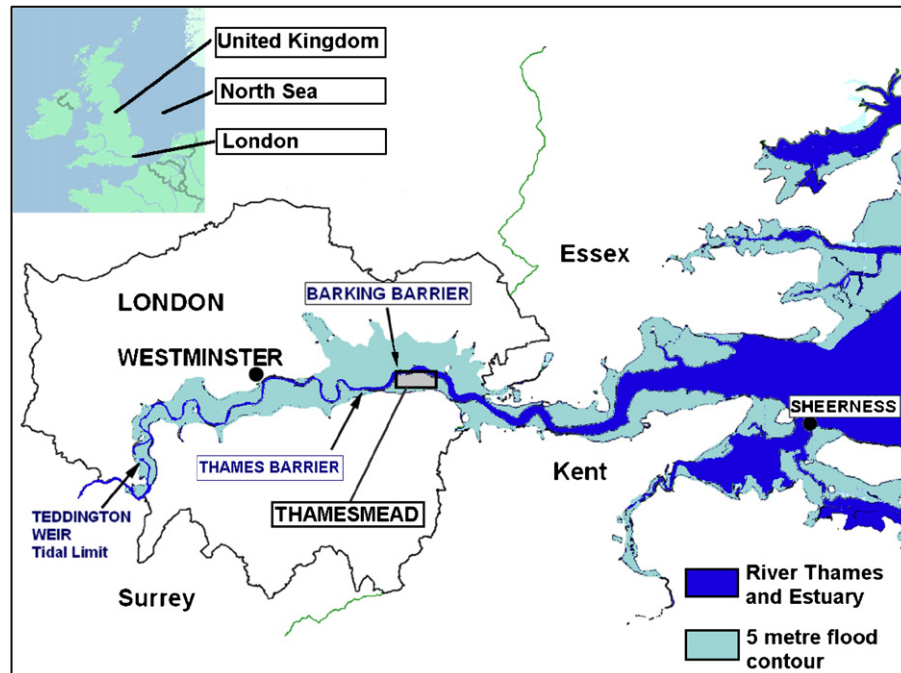 United Kingdom
North Sea
London
Essex
LONDON
BARKING BARRIER
WESTMINSTER
SHEERNESS
THAMES BARRIER
Kent
THAMESMEAD
TEDDINGTON
WEIR
Tidal Limit
Surrey
River Thames
and Estuary
5 metre flood
contour